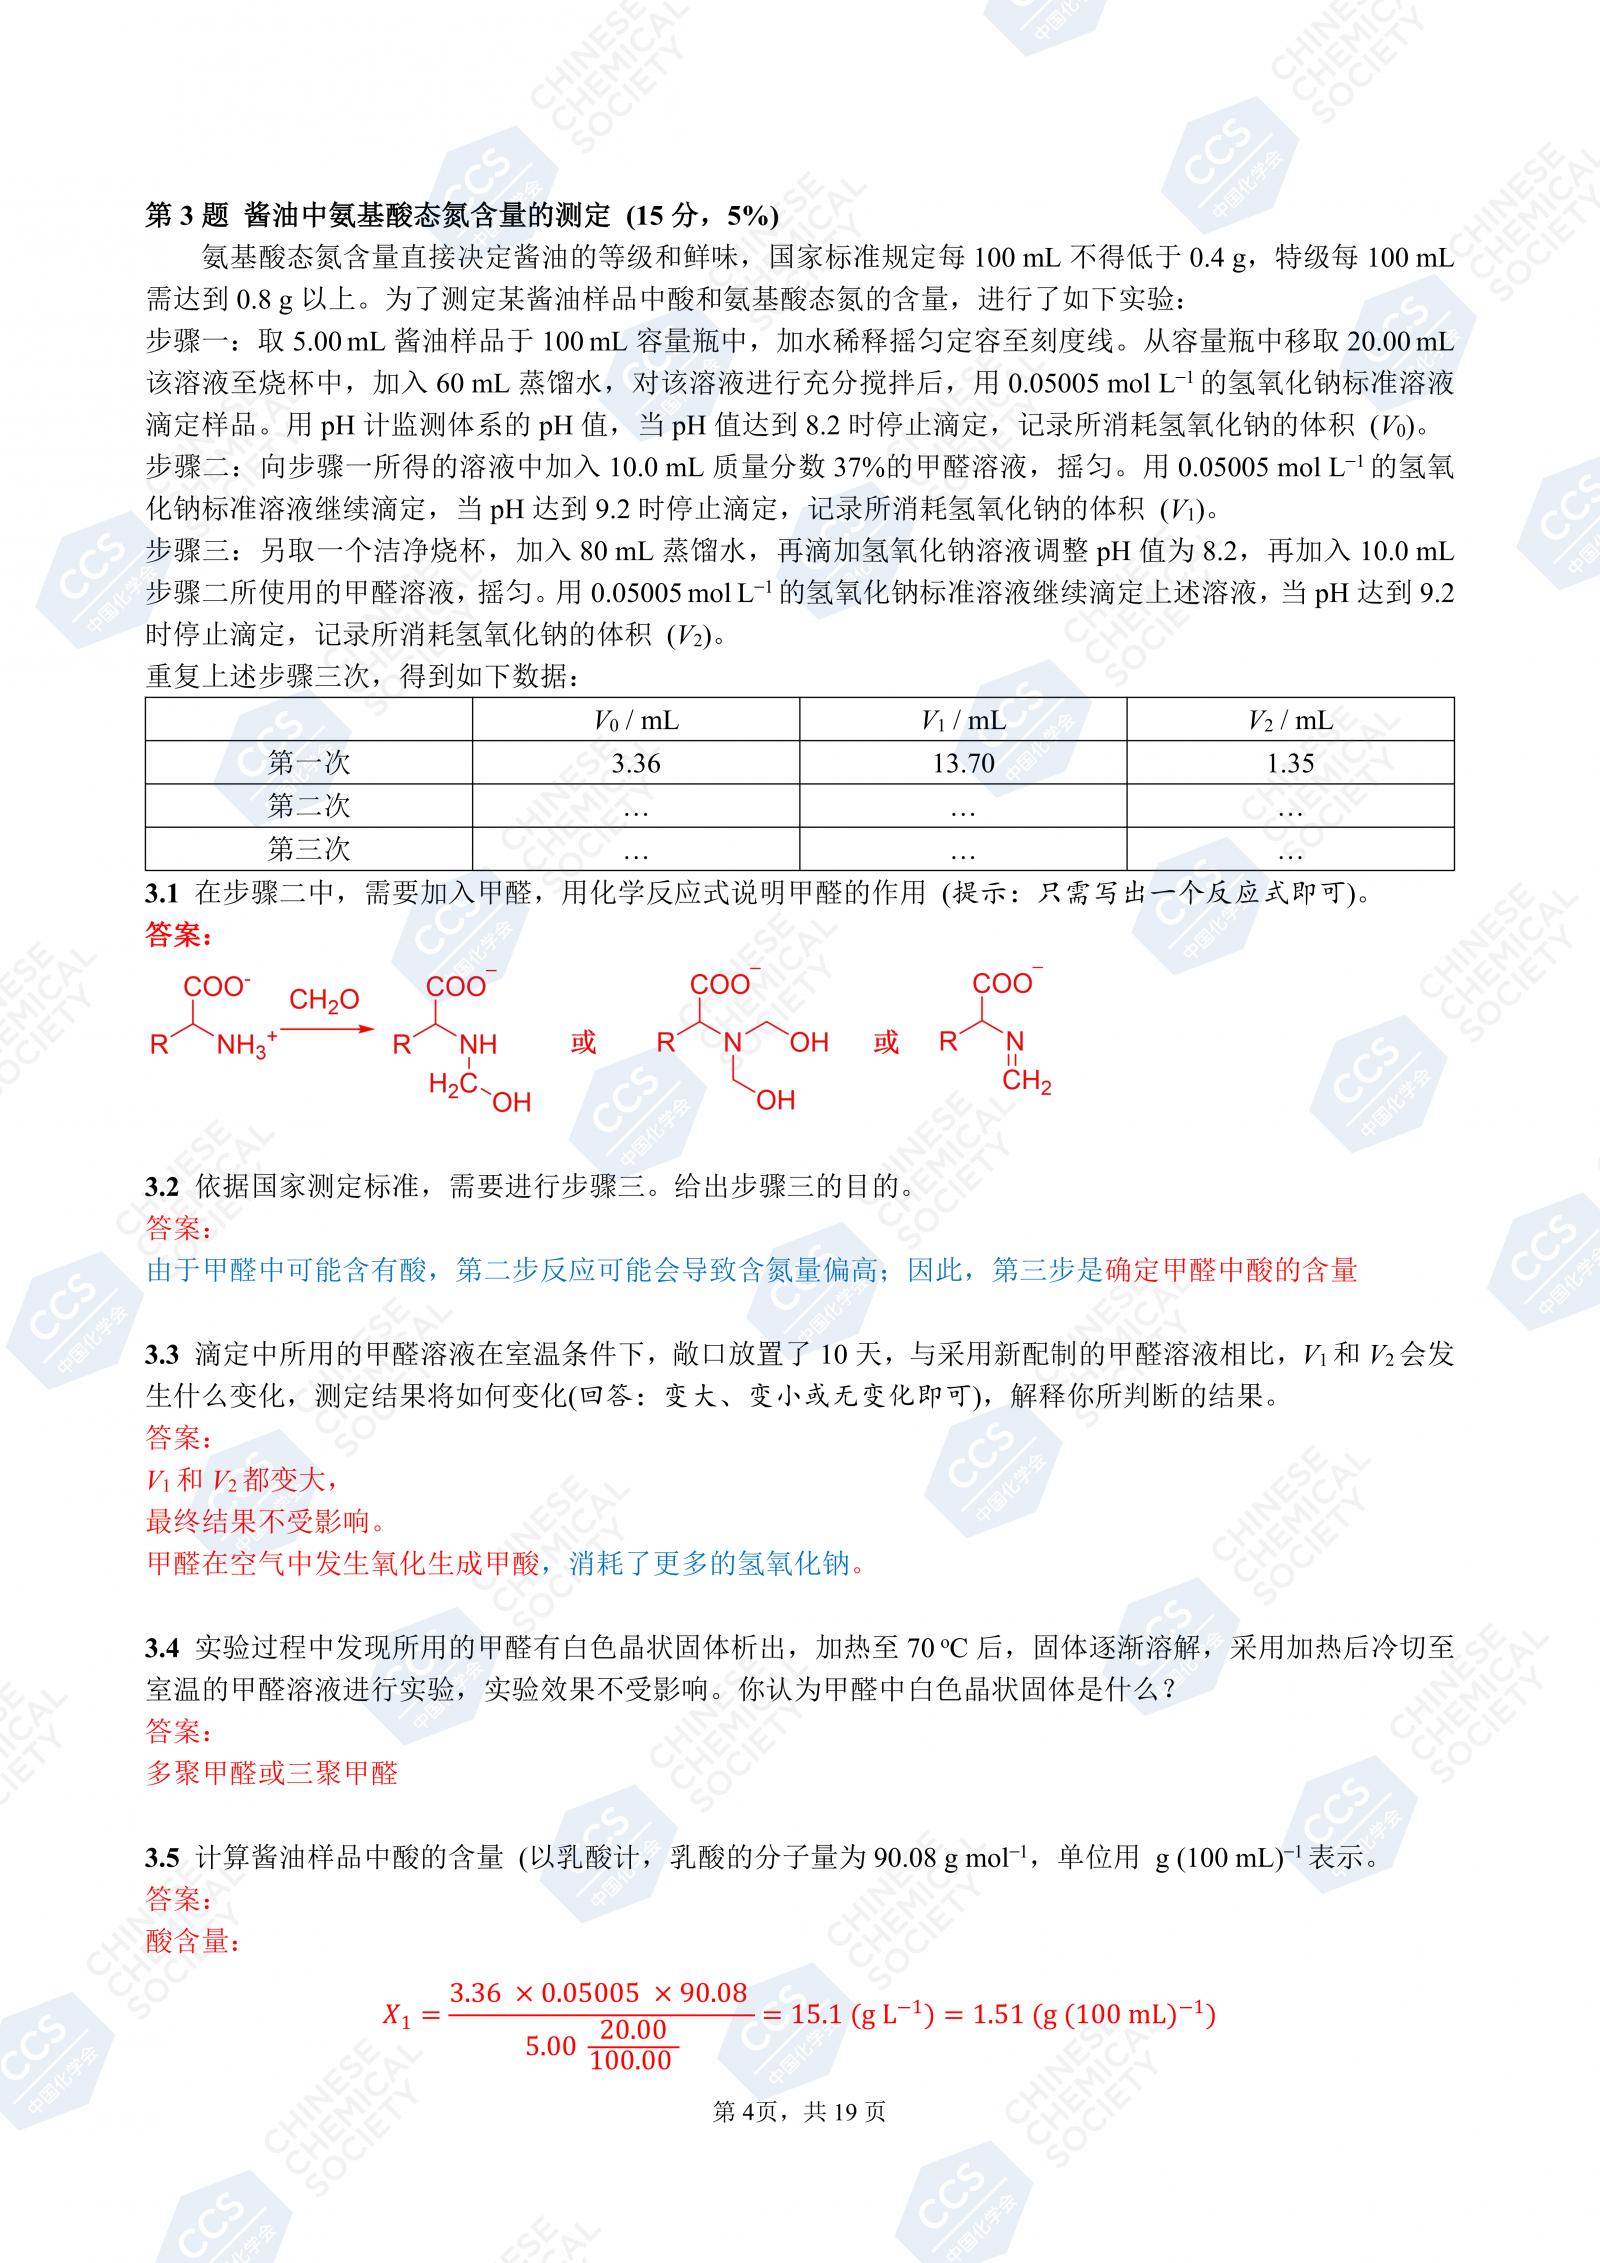 第 3 题 酱油中氨基酸态氮含量的测定 (15 分，5%)
氨基酸态氮含量直接决定酱油的等级和鲜味，国家标准规定每 100 mL 不得低于 0.4 g，特级每 100 mL
需达到 0.8 g 以上。为了测定某酱油样品中酸和氨基酸态氮的含量，进行了如下实验：
步骤一：取 5.00 mL 酱油样品于 100 mL 容量瓶中，加水稀释摇匀定容至刻度线。从容量瓶中移取 20.00 mL
该溶液至烧杯中，加入 60 mL 蒸馏水，对该溶液进行充分搅拌后，用 0.05005 mol L⁻¹ 的氢氧化钠标准溶液
滴定样品。用 pH 计监测体系的 pH 值，当 pH 值达到 8.2 时停止滴定，记录所消耗氢氧化钠的体积 (V₀)。
步骤二：向步骤一所得的溶液中加入 10.0 mL 质量分数 37%的甲醛溶液，摇匀。用 0.05005 mol L⁻¹ 的氢氧
化钠标准溶液继续滴定，当 pH 达到 9.2 时停止滴定，记录所消耗氢氧化钠的体积 (V₁)。
步骤三：另取一个洁净烧杯，加入 80 mL 蒸馏水，再滴加氢氧化钠溶液调整 pH 值为 8.2，再加入 10.0 mL
步骤二所使用的甲醛溶液，摇匀。用 0.05005 mol L⁻¹ 的氢氧化钠标准溶液继续滴定上述溶液，当 pH 达到 9.2
时停止滴定，记录所消耗氢氧化钠的体积 (V₂)。
重复上述步骤三次，得到如下数据：
V₀ / mL V₁ / mL V₂ / mL
第一次 3.36 13.70 1.35
第二次 … … …
第三次 … … …
3.1 在步骤二中，需要加入甲醛，用化学反应式说明甲醛的作用 (提示：只需写出一个反应式即可)。
答案：
COO⁻ CH₂O COO⁻ COO⁻ COO⁻
R NH₃⁺ R NH 或 R N OH 或 R N
H₂C OH OH CH₂
3.2 依据国家测定标准，需要进行步骤三。给出步骤三的目的。
答案：
由于甲醛中可能含有酸，第二步反应可能会导致含氮量偏高；因此，第三步是确定甲醛中酸的含量
3.3 滴定中所用的甲醛溶液在室温条件下，敞口放置了 10 天，与采用新配制的甲醛溶液相比，V₁ 和 V₂ 会发
生什么变化，测定结果将如何变化(回答：变大、变小或无变化即可)，解释你所判断的结果。
答案：
V₁ 和 V₂ 都变大，
最终结果不受影响。
甲醛在空气中发生氧化生成甲酸，消耗了更多的氢氧化钠。
3.4 实验过程中发现所用的甲醛有白色晶状固体析出，加热至 70 ºC 后，固体逐渐溶解，采用加热后冷切至
室温的甲醛溶液进行实验，实验效果不受影响。你认为甲醛中白色晶状固体是什么？
答案：
多聚甲醛或三聚甲醛
3.5 计算酱油样品中酸的含量 (以乳酸计，乳酸的分子量为 90.08 g mol⁻¹，单位用 g (100 mL)⁻¹ 表示。
答案：
酸含量：
X₁ = 3.36 × 0.05005 × 90.08 / 5.00 20.00/100.00 = 15.1 (g L⁻¹) = 1.51 (g (100 mL)⁻¹)
第 4页，共 19 页
CCS 中国化学会 CHINESE CHEMICAL SOCIETY